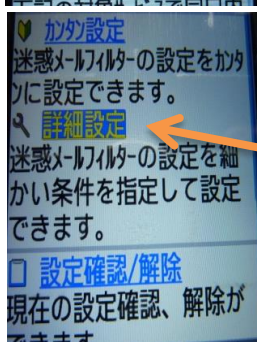 カンタン設定
迷惑メールフィルターの設定をカンタ
ンに設定できます。
詳細設定
迷惑メールフィルターの設定を細
かい条件を指定して設定
できます。
設定確認/解除
現在の設定確認、解除が
できます